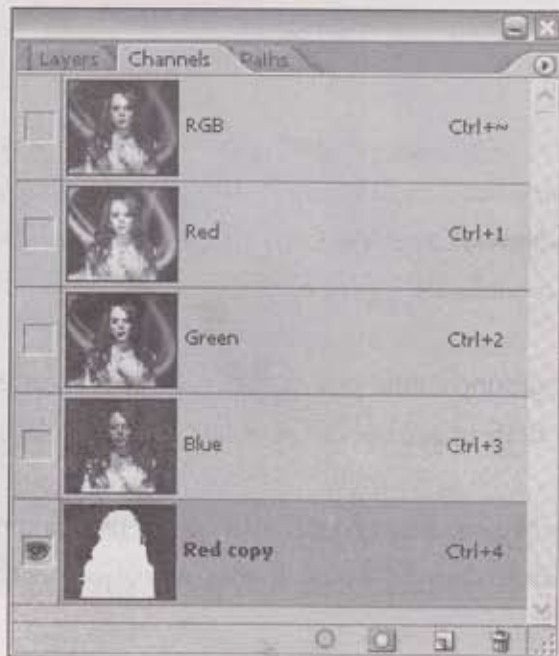 Layers Channels Paths
RGB Ctrl+~
Red Ctrl+1
Green Ctrl+2
Blue Ctrl+3
Red copy Ctrl+4